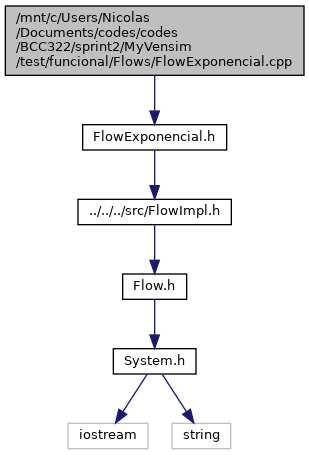 /mnt/c/Users/Nicolas
/Documents/codes/codes
/BCC322/sprint2/MyVensim
/test/funcional/Flows/FlowExponencial.cpp
FlowExponencial.h
../../../src/FlowImpl.h
Flow.h
System.h
iostream
string